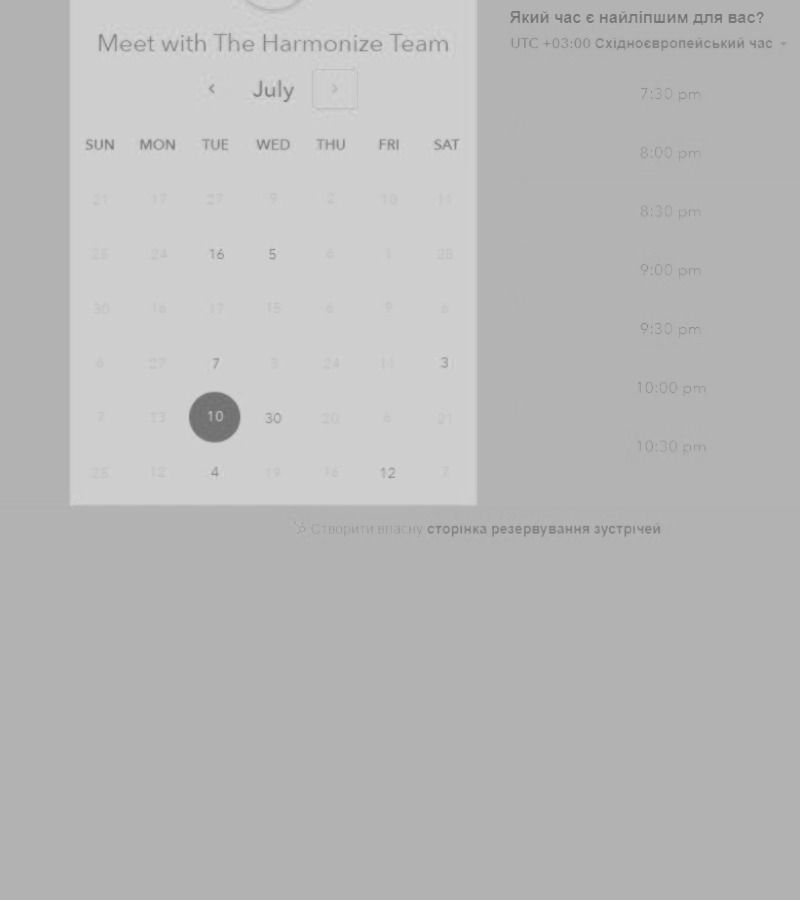 Який час є найліпшим для вас?
Meet with The Harmonize Team
UTC +03:00 Східноєвропейський час
‹ July ›
SUN MON TUE WED THU FRI SAT
21 17 27 9 2 10 11
16 5 6 1 28
30 16 17 15 6 9 6
6 27 7 3 24 11 3
7 13 10 30 20 6 21
12 4 19 16 12 7
7:30 pm
8:00 pm
8:30 pm
9:00 pm
9:30 pm
10:00 pm
10:30 pm
Створити власну сторінка резервування зустрічей